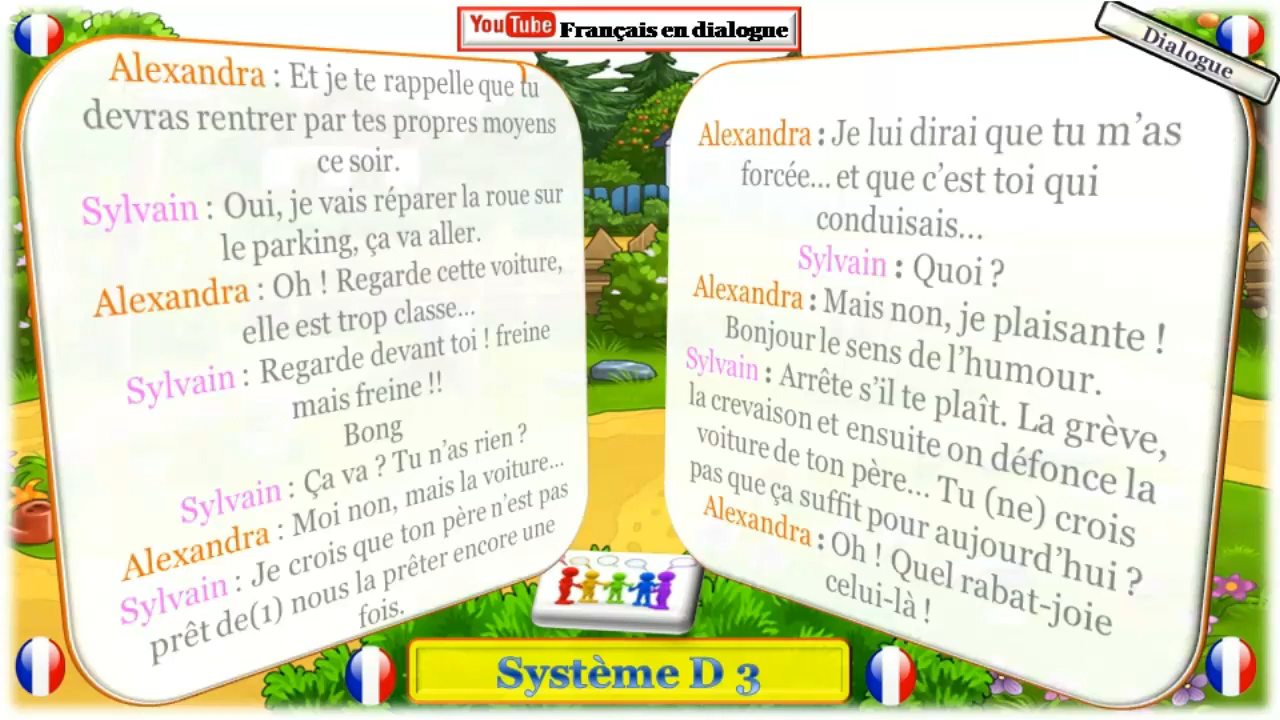 YouTube Français en dialogue
Dialogue
Alexandra : Et je te rappelle que tu
devras rentrer par tes propres moyens
ce soir.
Sylvain : Oui, je vais réparer la roue sur
le parking, ça va aller.
Alexandra : Oh ! Regarde cette voiture,
elle est trop classe...
Sylvain : Regarde devant toi ! freine
mais freine !!
Bong
Sylvain : Ça va ? Tu n'as rien ?
Alexandra : Moi non, mais la voiture...
Sylvain : Je crois que ton père n'est pas
prêt de(1) nous la prêter encore une
fois.
Alexandra : Je lui dirai que tu m'as
forcée... et que c'est toi qui
conduisais...
Sylvain : Quoi ?
Alexandra : Mais non, je plaisante !
Bonjour le sens de l'humour.
Sylvain : Arrête s'il te plaît. La grève,
la crevaison et ensuite on défonce la
voiture de ton père... Tu (ne) crois
pas que ça suffit pour aujourd'hui ?
Alexandra : Oh ! Quel rabat-joie
celui-là !
Système D 3